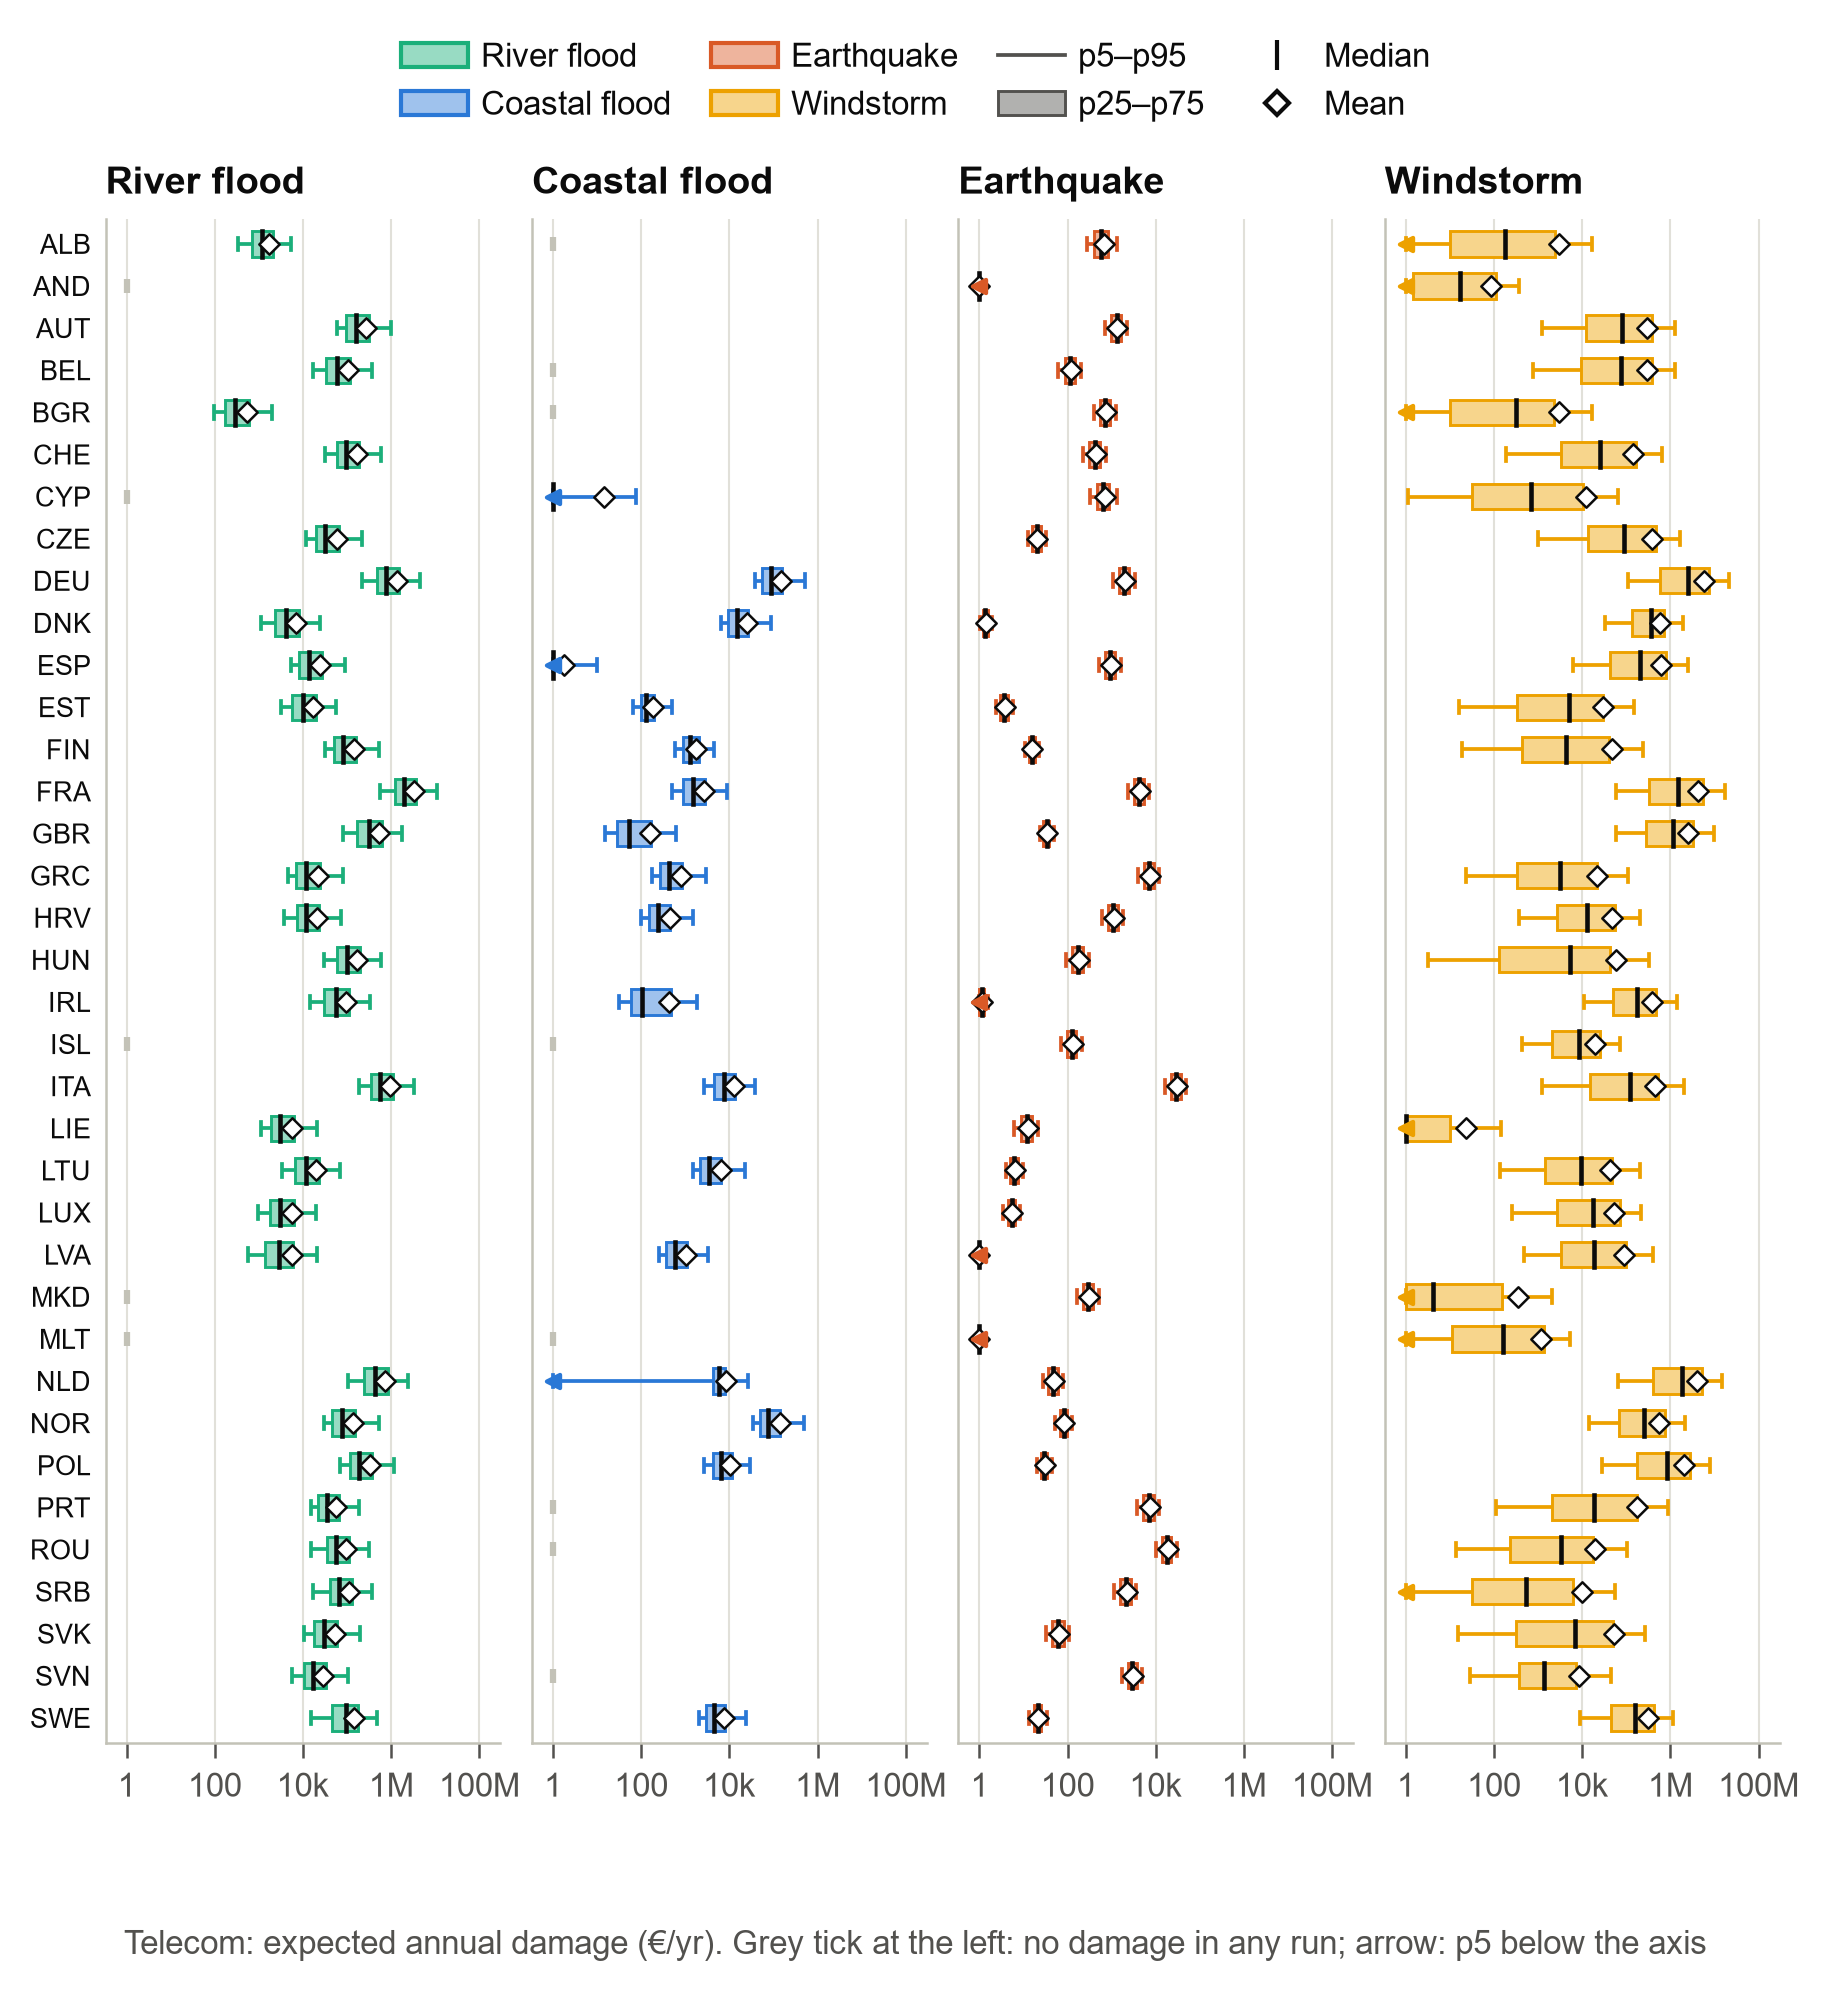 River flood Earthquake p5–p95 Median
Coastal flood Windstorm p25–p75 Mean
River flood Coastal flood Earthquake Windstorm
ALB
AND
AUT
BEL
BGR
CHE
CYP
CZE
DEU
DNK
ESP
EST
FIN
FRA
GBR
GRC
HRV
HUN
IRL
ISL
ITA
LIE
LTU
LUX
LVA
MKD
MLT
NLD
NOR
POL
PRT
ROU
SRB
SVK
SVN
SWE
1 100 10k 1M 100M 1 100 10k 1M 100M 1 100 10k 1M 100M 1 100 10k 1M 100M
Telecom: expected annual damage (€/yr). Grey tick at the left: no damage in any run; arrow: p5 below the axis